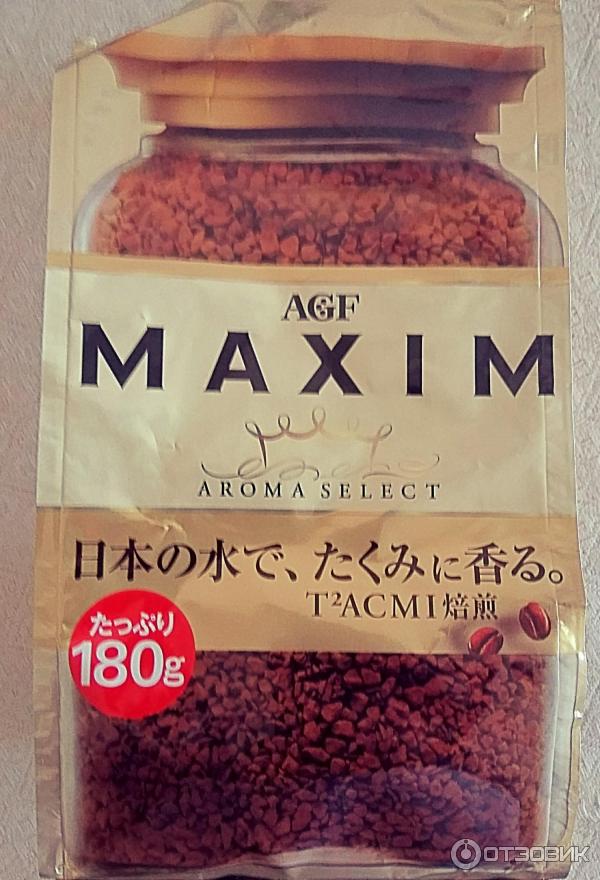 AGF
MAXIM
AROMA SELECT
日本の水で、たくみに香る。
T²ACMI焙煎
たっぷり
180g
ОТЗОВИК